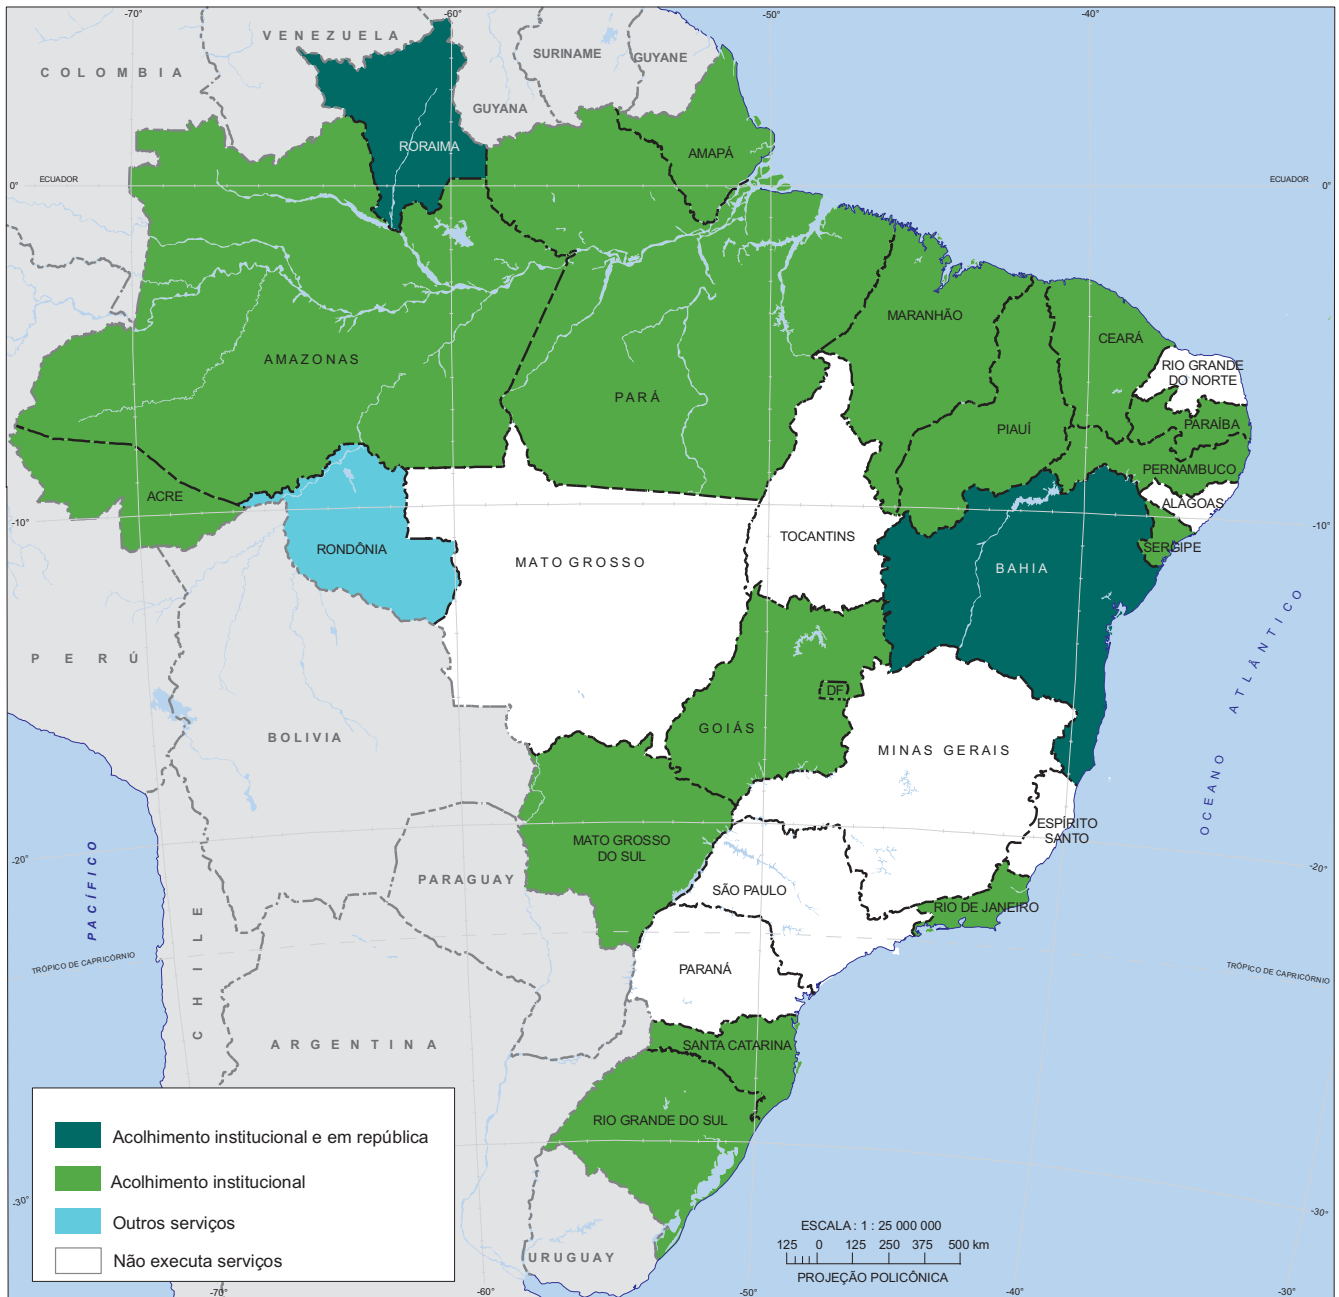 -70°
-60°
-50°
-40°
VENEZUELA
COLOMBIA
SURINAME
GUYANE
GUYANA
RORAIMA
AMAPÁ
ECUADOR
ECUADOR
0°
0°
MARANHÃO
CEARÁ
AMAZONAS
RIO GRANDE
DO NORTE
PARÁ
PARAÍBA
PIAUÍ
PERNAMBUCO
ACRE
ALAGOAS
-10°
-10°
TOCANTINS
RONDÔNIA
SERGIPE
MATO GROSSO
BAHIA
PERÚ
OCEANO ATLÂNTICO
DF
GOIÁS
BOLIVIA
MINAS GERAIS
ESPÍRITO
SANTO
MATO GROSSO
DO SUL
-20°
-20°
PARAGUAY
SÃO PAULO
RIO DE JANEIRO
PACÍFICO
CHILE
TRÓPICO DE CAPRICÓRNIO
TRÓPICO DE CAPRICÓRNIO
PARANÁ
ARGENTINA
SANTA CATARINA
RIO GRANDE DO SUL
Acolhimento institucional e em república
Acolhimento institucional
Outros serviços
Não executa serviços
-30°
-30°
URUGUAY
ESCALA : 1 : 25 000 000
125 0 125 250 375 500 km
PROJEÇÃO POLICÔNICA
-70°
-60°
-50°
-40°
-30°